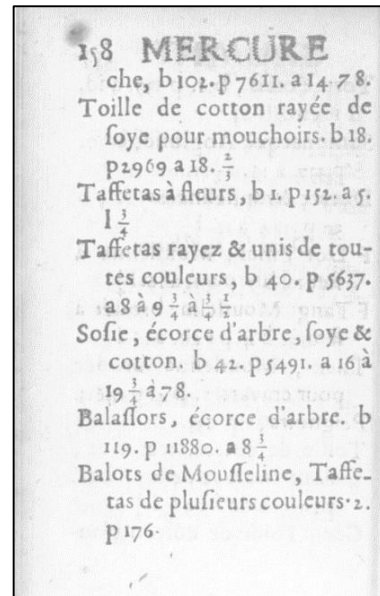 158 MERCURE
che, b 102. p 7611. a 14 78.
Toille de cotton rayée de
ſoye pour mouchoirs. b 18.
p2969 a 18. 2/3
Taffetas à fleurs, b 1. p 152. a 5.
1 3/4
Taffetas rayez & unis de tou-
tes couleurs, b 40. p 5637.
a 8 à 9 3/4 à 3/4 1/2
Soſie, écorce d'arbre, ſoye &
cotton. b 42. p 5491. a 16 à
19 3/4 à 78.
Balaſſors, écorce d'arbre. b
119. p 11880. a 8 3/4
Balots de Mouſſeline, Taffe-
tas de pluſieurs couleurs. 2.
p 176.